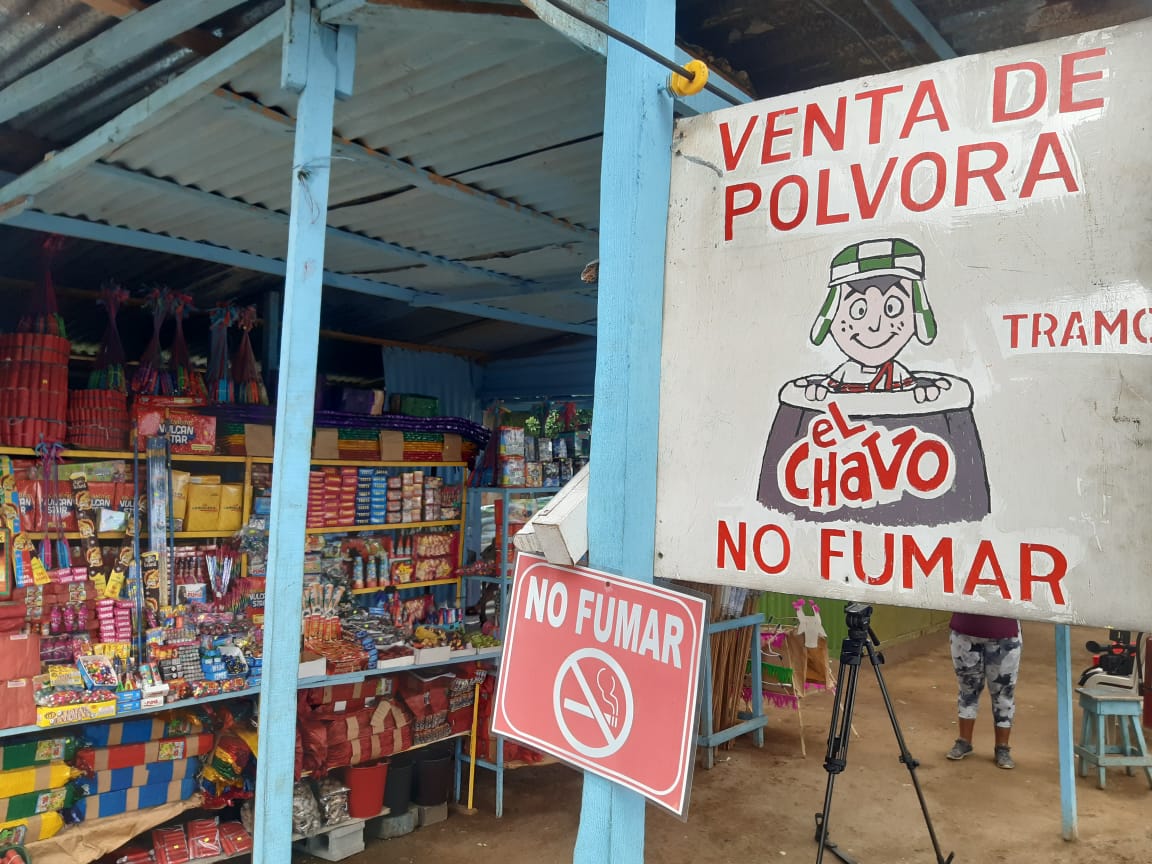 VENTA DE
POLVORA
TRAMO
EL
CHAVO
NO FUMAR
NO FUMAR
VULCAN
STAR
VULCAN
STAR